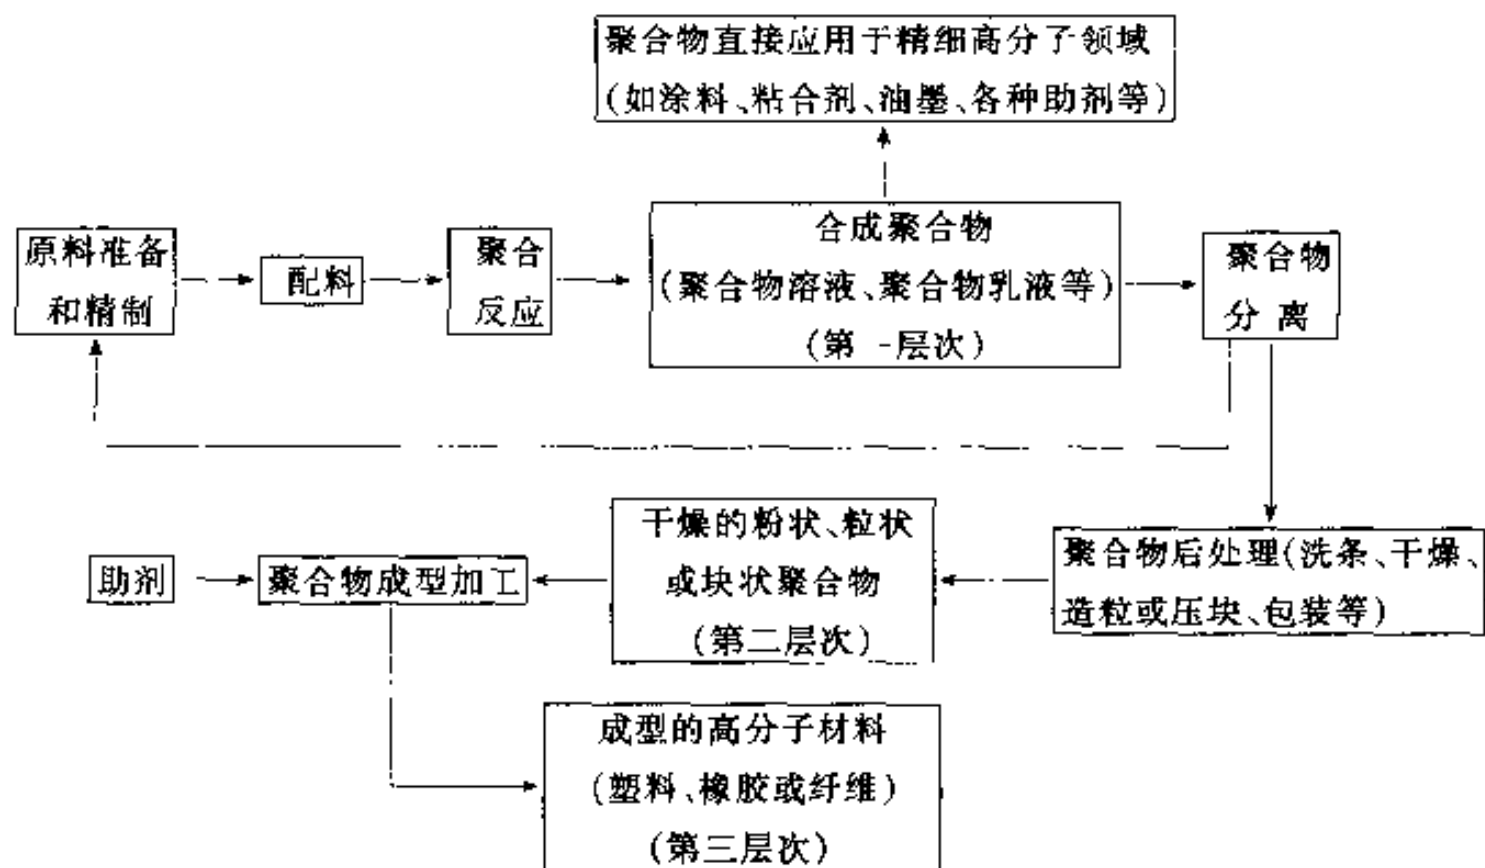 聚合物直接应用于精细高分子领域
(如涂料、粘合剂、油墨、各种助剂等)
原料准备
和精制
配料
聚合
反应
合成聚合物
(聚合物溶液、聚合物乳液等)
(第一层次)
聚合物
分离
助剂
聚合物成型加工
干燥的粉状、粒状
或块状聚合物
(第二层次)
聚合物后处理(洗条、干燥、
造粒或压块、包装等)
成型的高分子材料
(塑料、橡胶或纤维)
(第三层次)